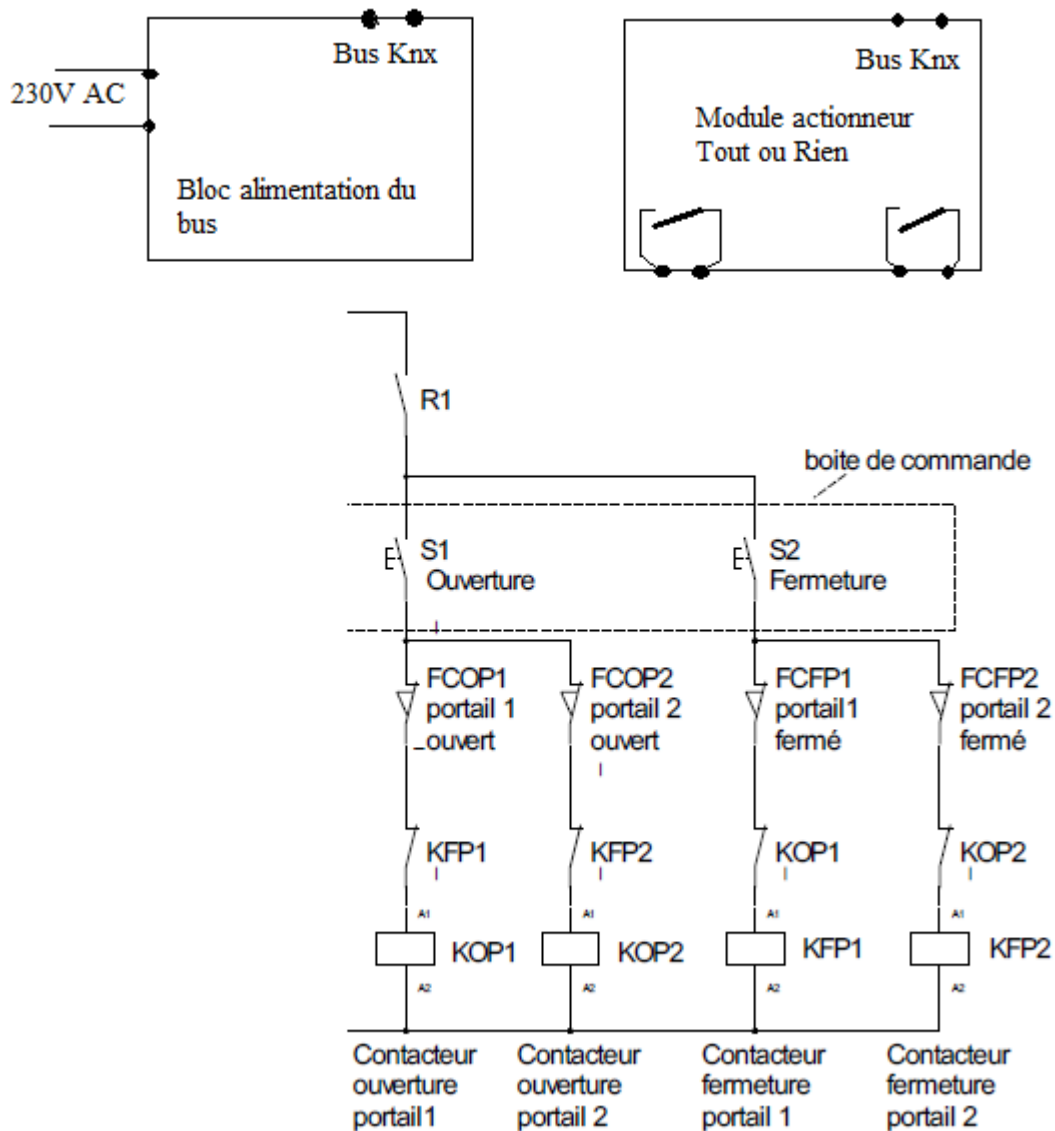 Bus Knx
230V AC
Bloc alimentation du
bus
Bus Knx
Module actionneur
Tout ou Rien
R1
boite de commande
S1
Ouverture
S2
Fermeture
FCOP1
portail 1
ouvert
FCOP2
portail 2
ouvert
FCFP1
portail1
fermé
FCFP2
portail 2
fermé
KFP1
KFP2
KOP1
KOP2
A1
A1
A1
A1
KOP1
KOP2
KFP1
KFP2
A2
A2
A2
A2
Contacteur
ouverture
portail1
Contacteur
ouverture
portail 2
Contacteur
fermeture
portail 1
Contacteur
fermeture
portail 2